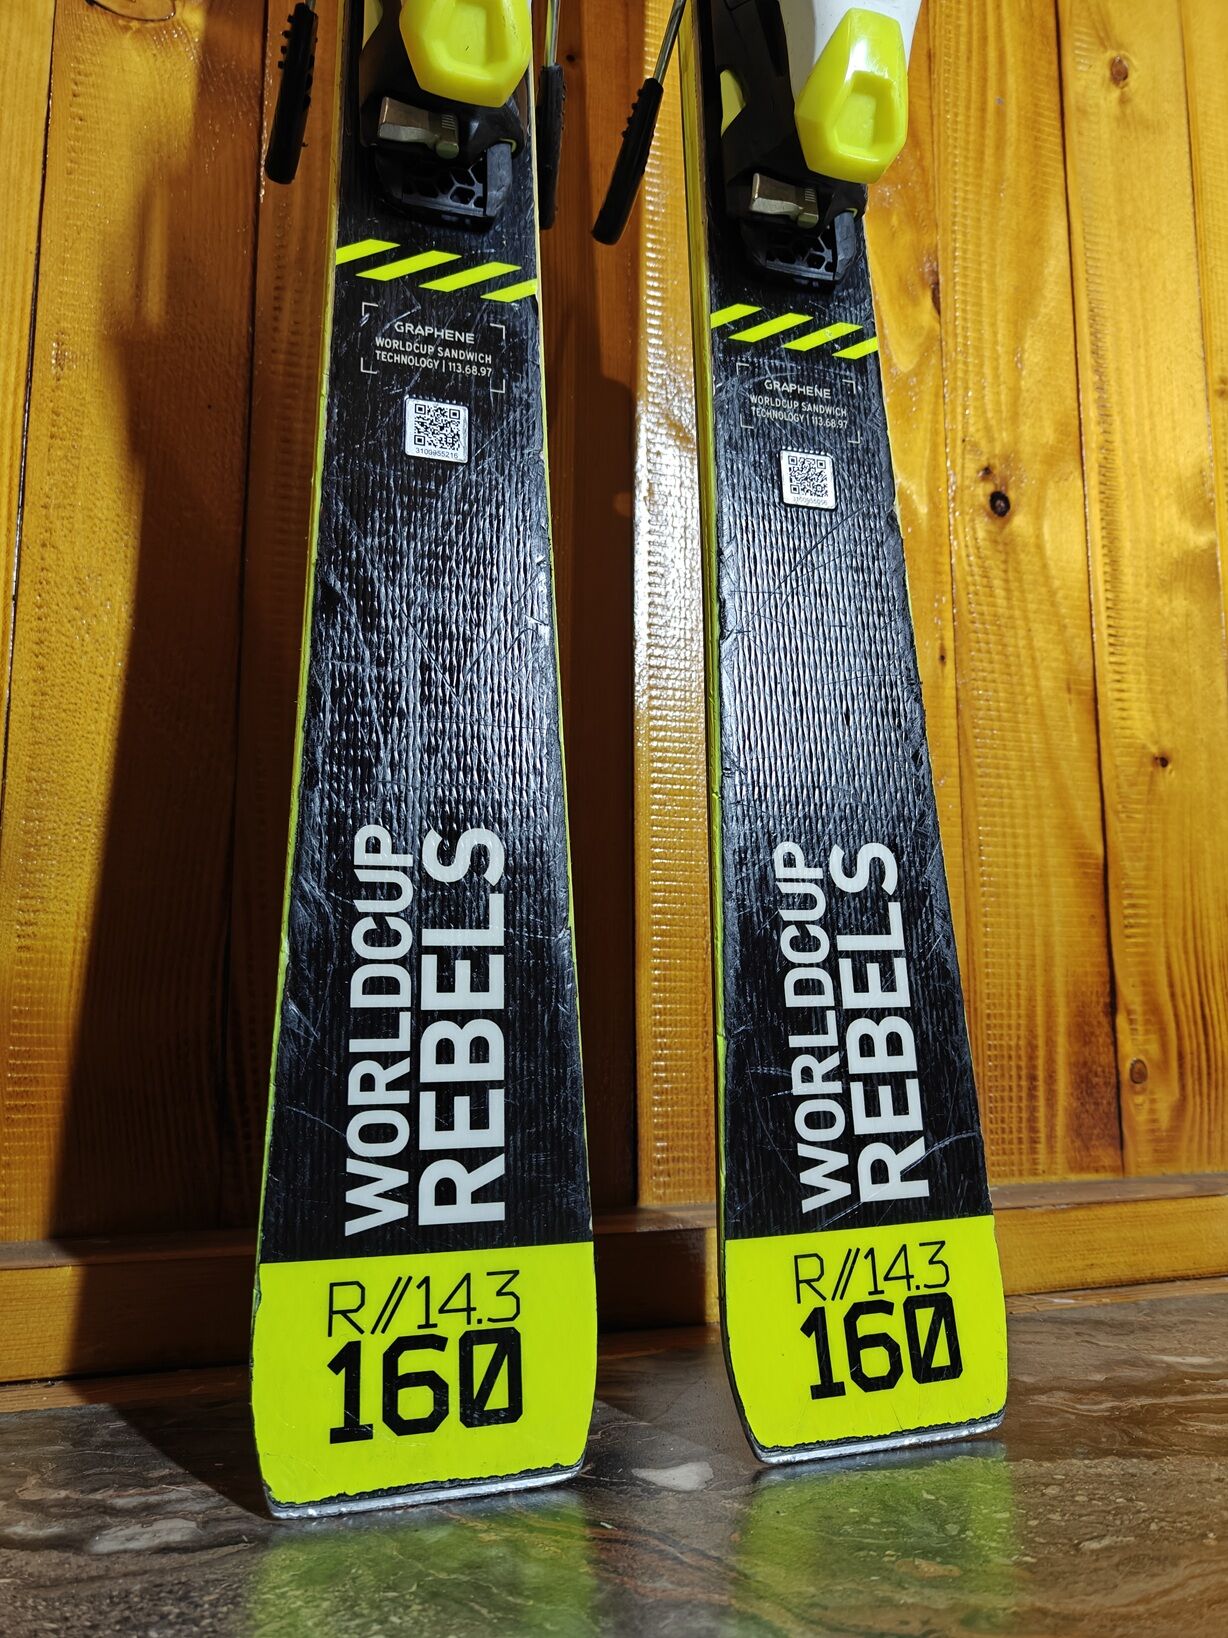 GRAPHENE
WORLDCUP SANDWICH
TECHNOLOGY | 113.68.97
3109955216
WORLDCUP
REBELS
R//14.3
160
GRAPHENE
WORLDCUP SANDWICH
TECHNOLOGY | 113.68.97
WORLDCUP
REBELS
R//14.3
160